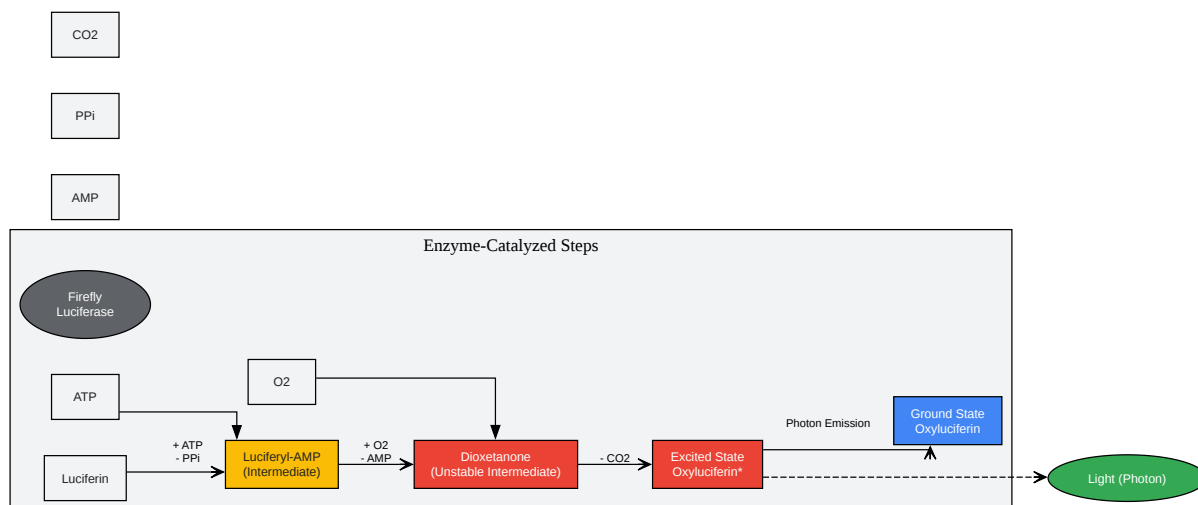 CO2
PPi
AMP
Enzyme-Catalyzed Steps
Firefly
Luciferase
ATP
O2
Luciferin
+ ATP
- PPi
Luciferyl-AMP
(Intermediate)
+ O2
- AMP
Dioxetanone
(Unstable Intermediate)
- CO2
Excited State
Oxyluciferin*
Photon Emission
Ground State
Oxyluciferin
Light (Photon)